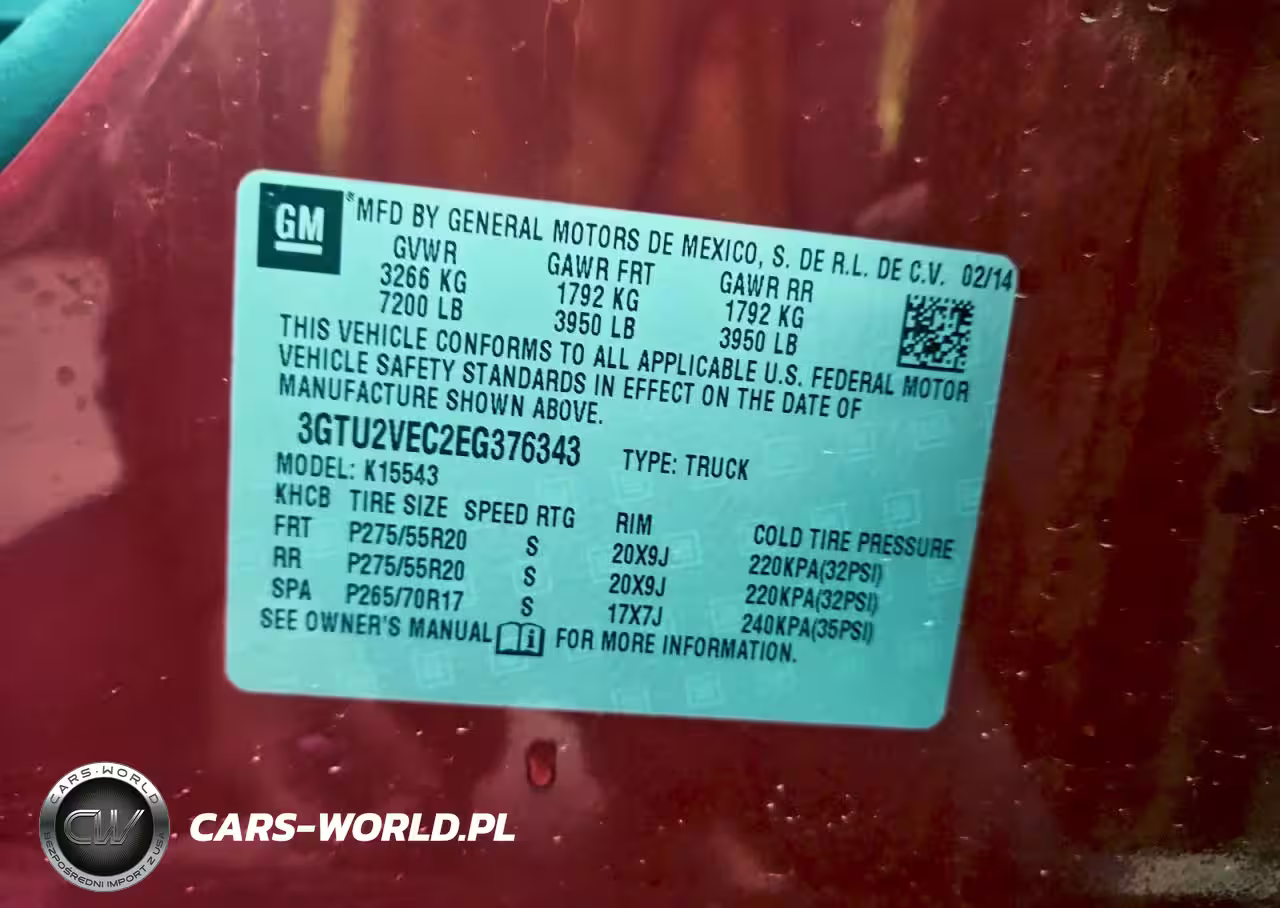 GM
MFD BY GENERAL MOTORS DE MEXICO, S. DE R.L. DE C.V. 02/14
GVWR GAWR FRT GAWR RR
3266 KG 1792 KG 1792 KG
7200 LB 3950 LB 3950 LB
THIS VEHICLE CONFORMS TO ALL APPLICABLE U.S. FEDERAL MOTOR
VEHICLE SAFETY STANDARDS IN EFFECT ON THE DATE OF
MANUFACTURE SHOWN ABOVE.
3GTU2VEC2EG376343 TYPE: TRUCK
MODEL: K15543
KHCB TIRE SIZE SPEED RTG RIM COLD TIRE PRESSURE
FRT P275/55R20 S 20X9J 220KPA(32PSI)
RR P275/55R20 S 20X9J 220KPA(32PSI)
SPA P265/70R17 S 17X7J 240KPA(35PSI)
SEE OWNER'S MANUAL FOR MORE INFORMATION.
CARS-WORLD
CW
BEZPOŚREDNI IMPORT Z USA
CARS-WORLD.PL